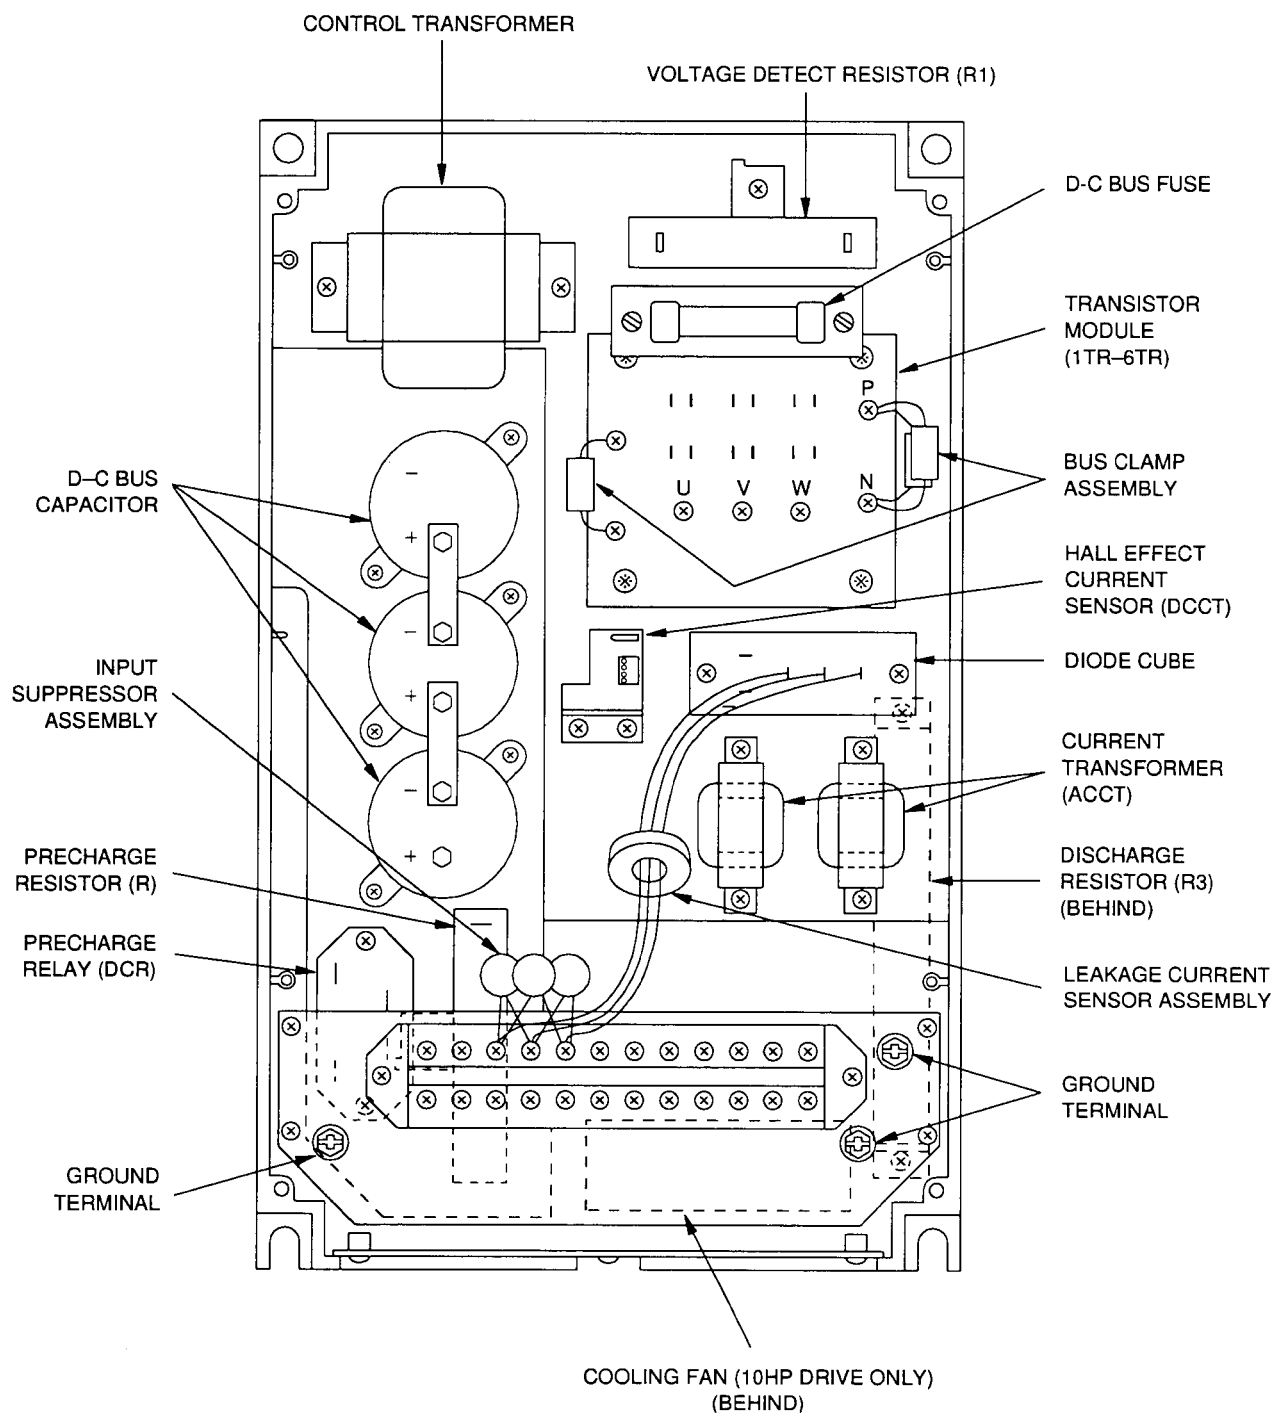 CONTROL TRANSFORMER
VOLTAGE DETECT RESISTOR (R1)
D-C BUS FUSE
TRANSISTOR
MODULE
(1TR–6TR)
P
BUS CLAMP
ASSEMBLY
N
U V W
D–C BUS
CAPACITOR
–
+
HALL EFFECT
CURRENT
SENSOR (DCCT)
–
+
DIODE CUBE
INPUT
SUPPRESSOR
ASSEMBLY
CURRENT
TRANSFORMER
(ACCT)
–
+
PRECHARGE
RESISTOR (R)
DISCHARGE
RESISTOR (R3)
(BEHIND)
PRECHARGE
RELAY (DCR)
LEAKAGE CURRENT
SENSOR ASSEMBLY
GROUND
TERMINAL
GROUND
TERMINAL
COOLING FAN (10HP DRIVE ONLY)
(BEHIND)